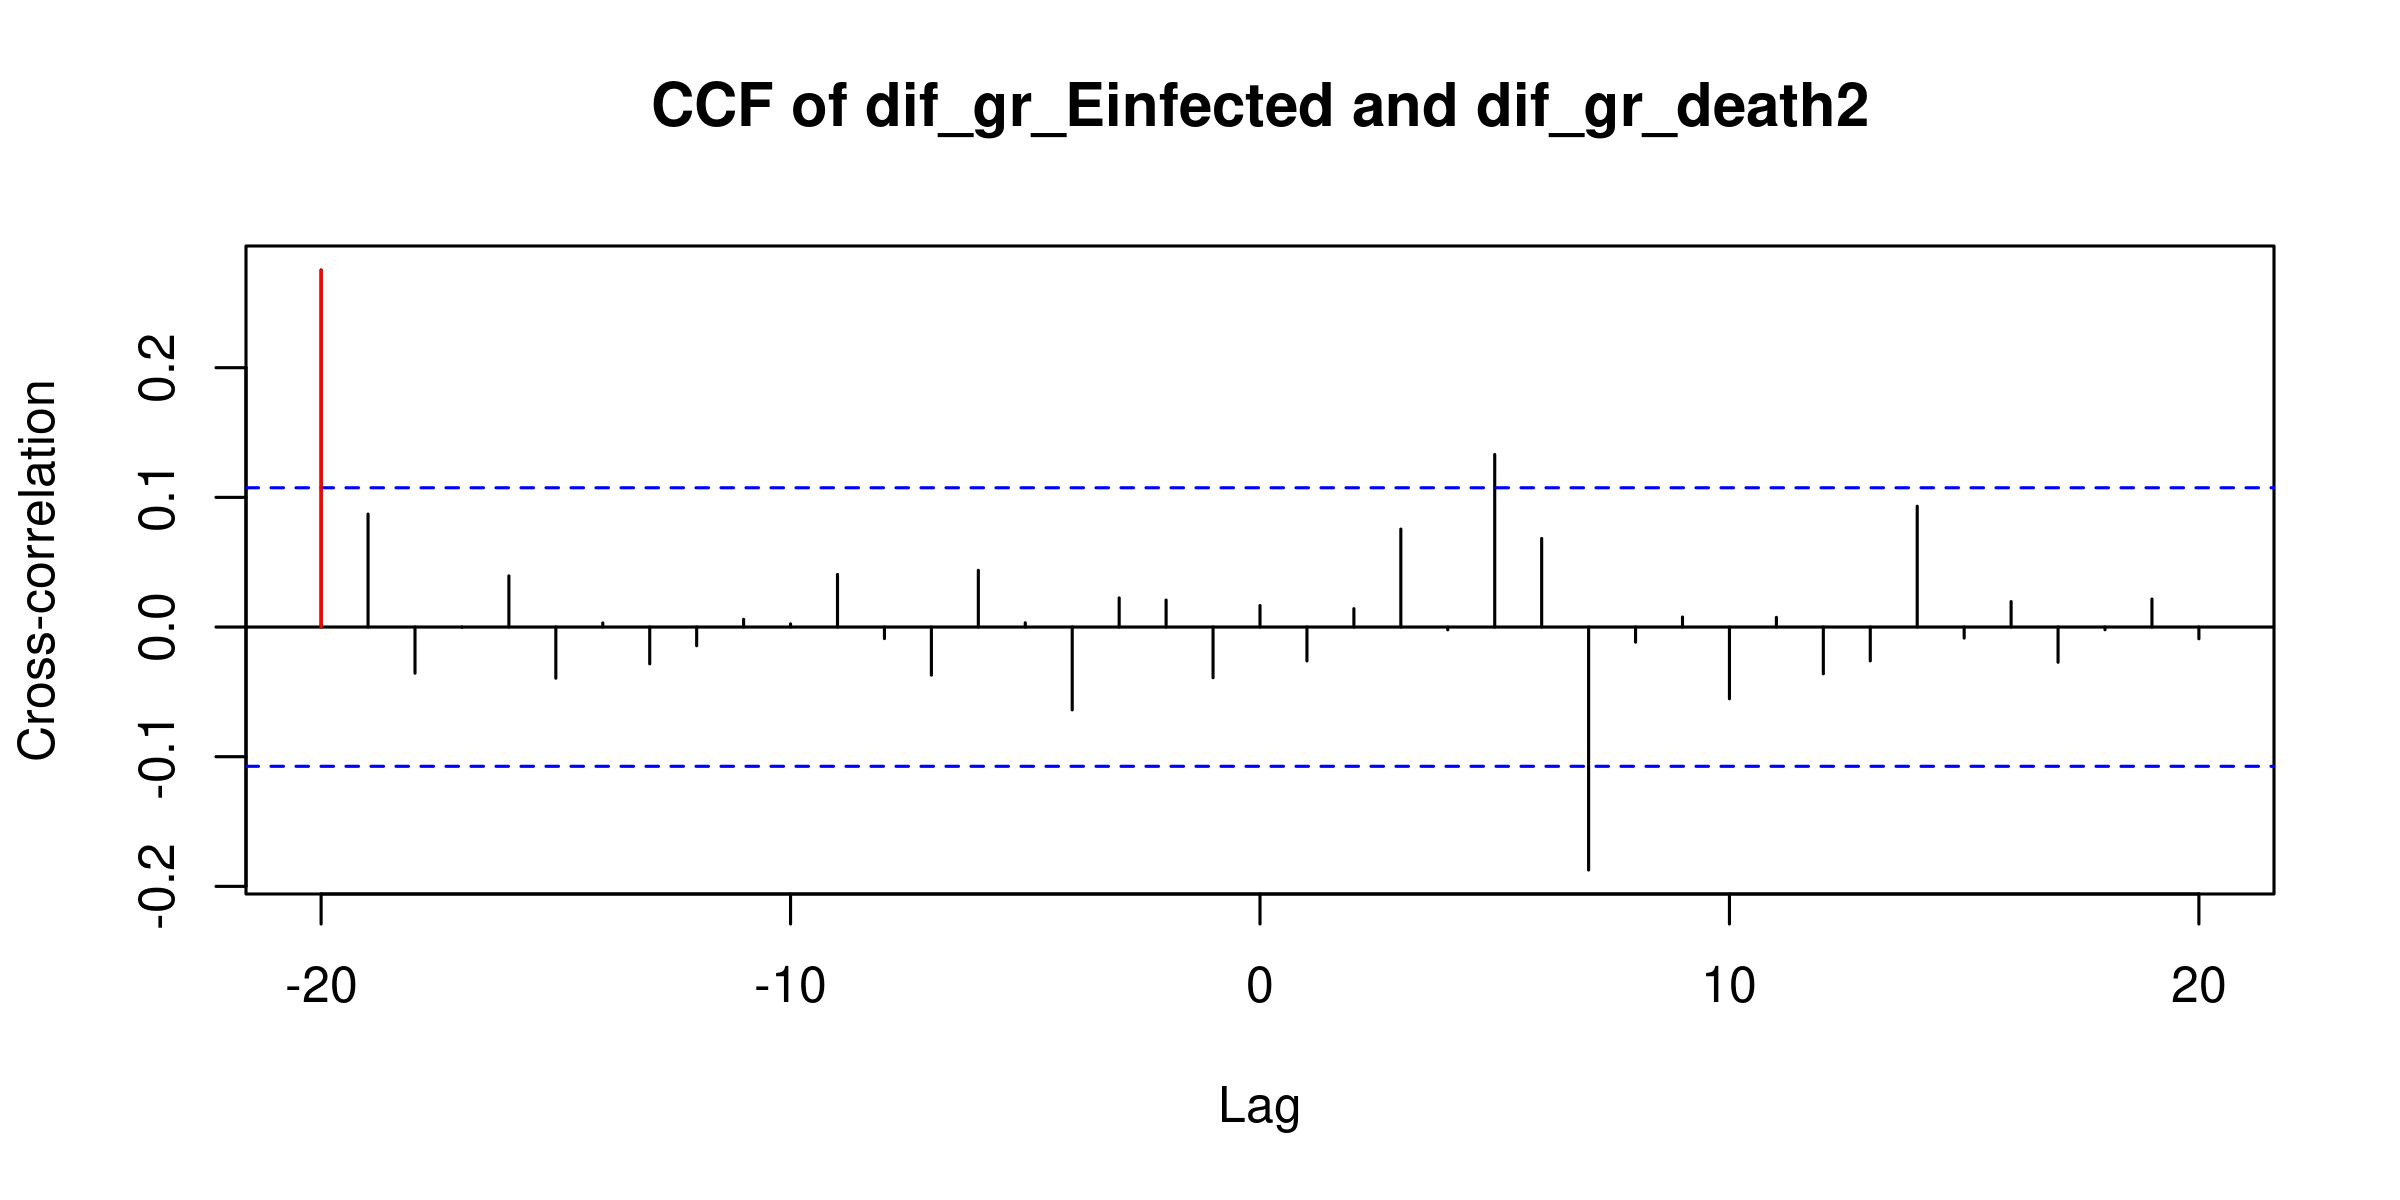 CCF of dif_gr_Einfected and dif_gr_death2
Cross-correlation
0.2
0.1
0.0
-0.1
-0.2
-20 -10 0 10 20
Lag